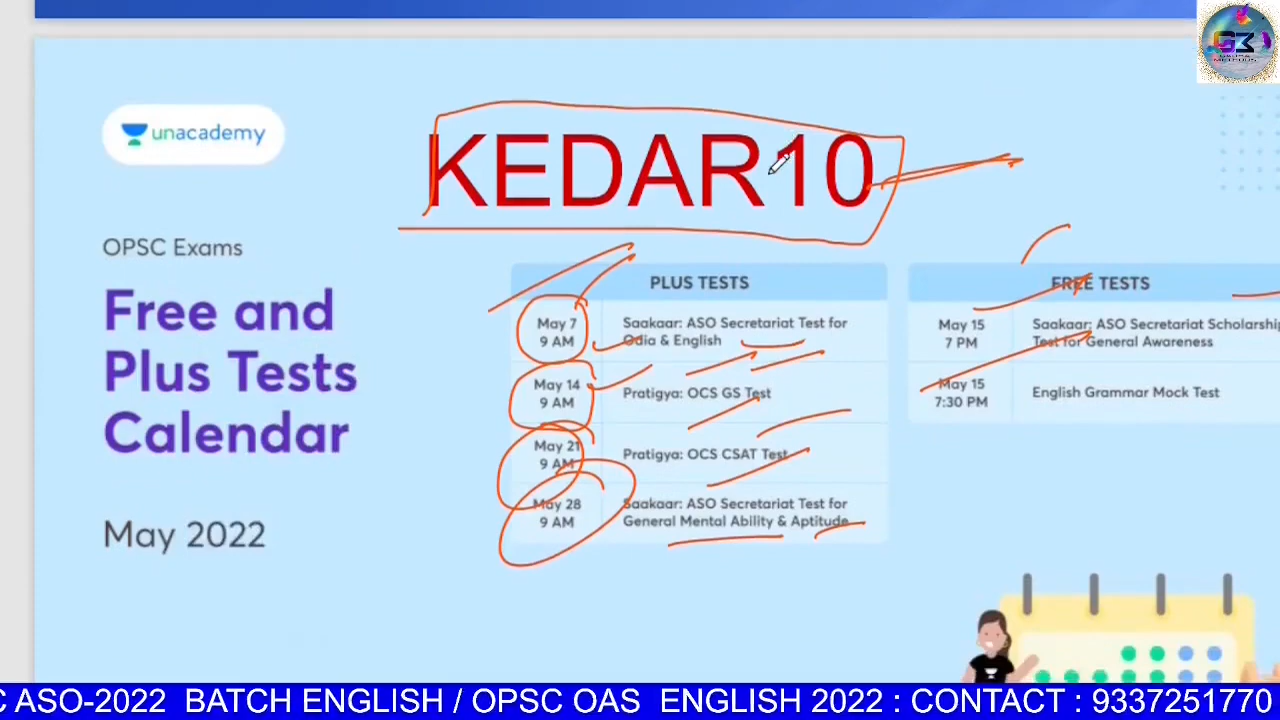 unacademy
KEDAR10
OPSC Exams
Free and
Plus Tests
Calendar
May 2022
PLUS TESTS
May 7
9 AM
Saakaar: ASO Secretariat Test for
Odia & English
May 14
9 AM
Pratigya: OCS GS Test
May 21
9 AM
Pratigya: OCS CSAT Test
May 28
9 AM
Saakaar: ASO Secretariat Test for
General Mental Ability & Aptitude
FREE TESTS
May 15
7 PM
Saakaar: ASO Secretariat Scholarship
Test for General Awareness
May 15
7:30 PM
English Grammar Mock Test
C ASO-2022 BATCH ENGLISH / OPSC OAS ENGLISH 2022 : CONTACT : 9337251770